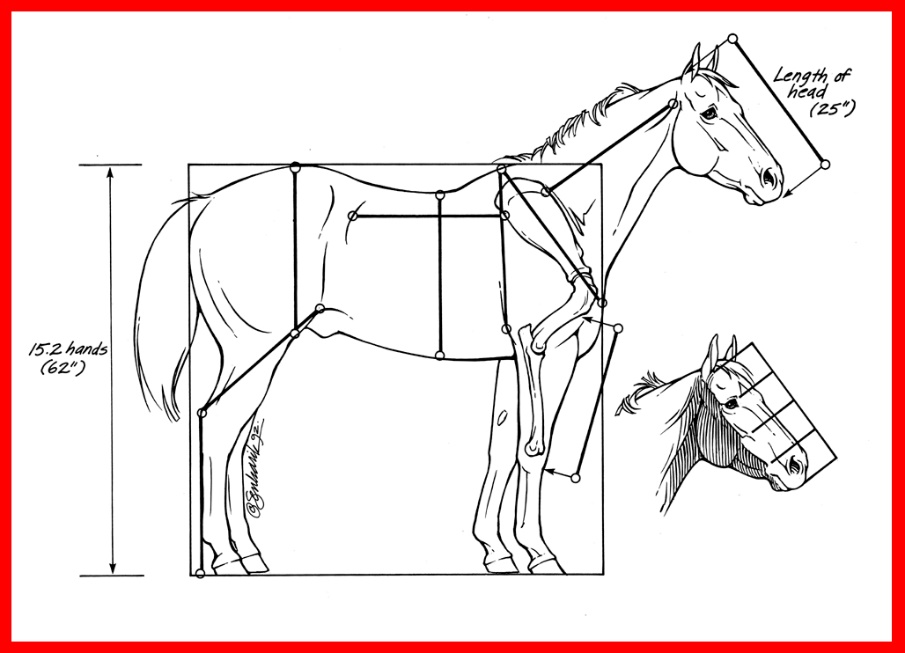 Length of
head
(25")
15.2 hands
(62")